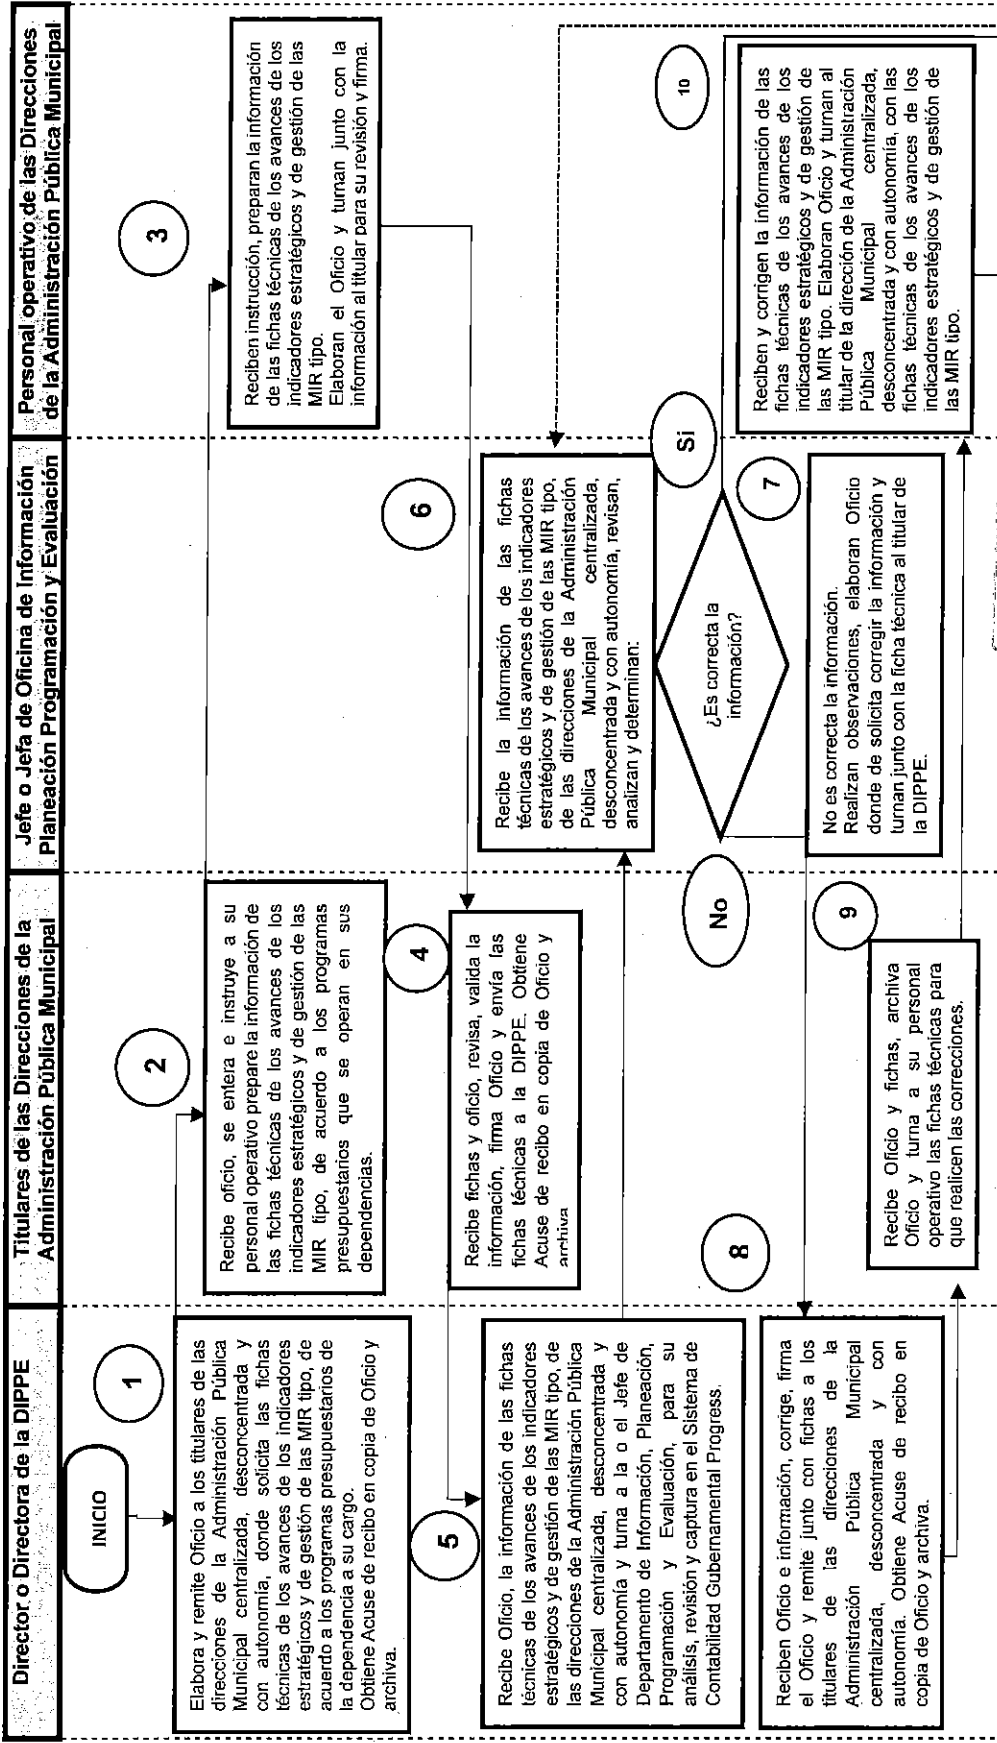 Director o Directora de la DIPPE
Titulares de las Direcciones de la
Administración Pública Municipal
Jefe o Jefa de Oficina de Información
Planeación Programación y Evaluación
Personal operativo de las Direcciones
de la Administración Pública Municipal
INICIO
1
Elabora y remite Oficio a los titulares de las
direcciones de la Administración Pública
Municipal centralizada, desconcentrada y
con autonomía, donde solicita las fichas
técnicas de los avances de los indicadores
estratégicos y de gestión de las MIR tipo, de
acuerdo a los programas presupuestarios de
la dependencia a su cargo.
Obtiene Acuse de recibo en copia de Oficio y
archiva.
2
Recibe oficio, se entera e instruye a su
personal operativo prepare la información de
las fichas técnicas de los avances de los
indicadores estratégicos y de gestión de las
MIR tipo, de acuerdo a los programas
presupuestarios que se operan en sus
dependencias.
3
Reciben instrucción, preparan la información
de las fichas técnicas de los avances de los
indicadores estratégicos y de gestión de las
MIR tipo.
Elaboran el Oficio y turnan junto con la
información al titular para su revisión y firma.
4
Recibe fichas y oficio, revisa, valida la
información, firma Oficio y envía las
fichas técnicas a la DIPPE. Obtiene
Acuse de recibo en copia de Oficio y
archiva
5
Recibe Oficio, la información de las fichas
técnicas de los avances de los indicadores
estratégicos y de gestión de las MIR tipo, de
las direcciones de la Administración Pública
Municipal centralizada, desconcentrada y
con autonomía y turna a la o el Jefe de
Departamento de Información, Planeación,
Programación y Evaluación, para su
análisis, revisión y captura en el Sistema de
Contabilidad Gubernamental Progress.
6
Recibe la información de las fichas
técnicas de los avances de los indicadores
estratégicos y de gestión de las MIR tipo,
de las direcciones de la Administración
Pública Municipal centralizada,
desconcentrada y con autonomía, revisan,
analizan y determinan:
¿Es correcta la
información?
Si
No
10
7
No es correcta la información.
Realizan observaciones, elaboran Oficio
donde de solicita corregir la información y
turnan junto con la ficha técnica al titular de
la DIPPE.
8
Reciben Oficio e información, corrige, firma
el Oficio y remite junto con fichas a los
titulares de las direcciones de la
Administración Pública Municipal
centralizada, desconcentrada y con
autonomía. Obtiene Acuse de recibo en
copia de Oficio y archiva.
9
Recibe Oficio y fichas, archiva
Oficio y turna a su personal
operativo las fichas técnicas para
que realicen las correcciones.
Reciben y corrigen la información de las
fichas técnicas de los avances de los
indicadores estratégicos y de gestión de
las MIR tipo. Elaboran Oficio y turnan al
titular de la dirección de la Administración
Pública Municipal centralizada,
desconcentrada y con autonomía, con las
fichas técnicas de los avances de los
indicadores estratégicos y de gestión de
las MIR tipo.